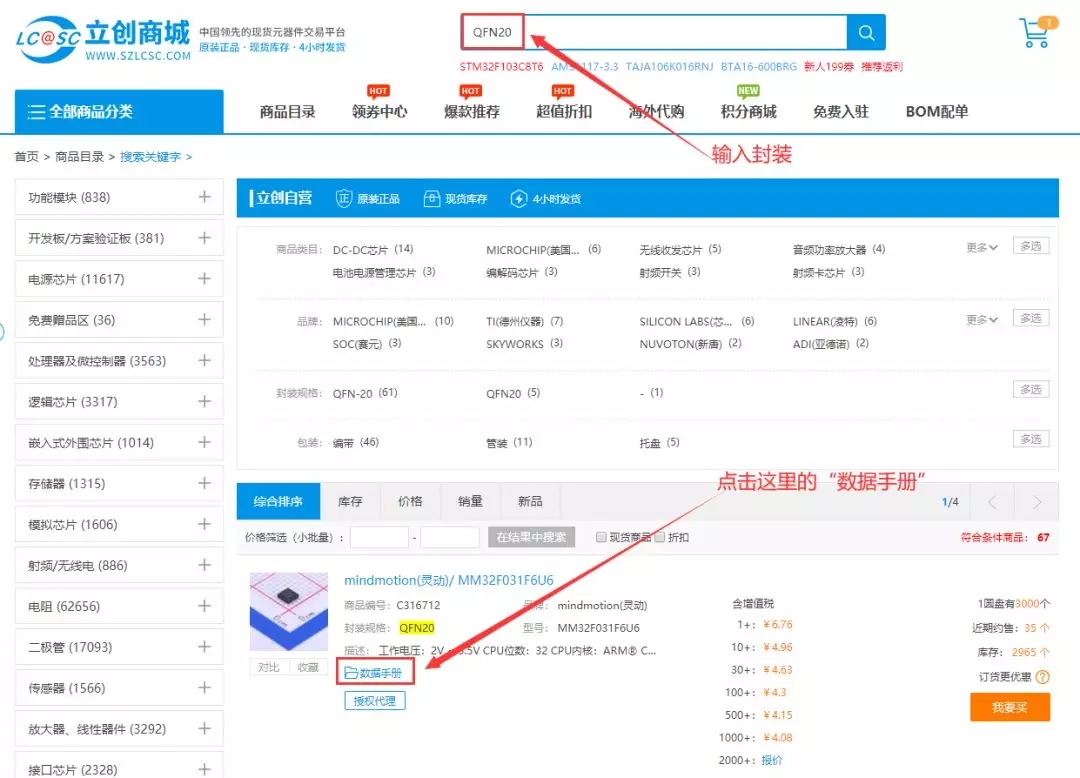 LC@SC 立创商城 中国领先的现货元器件交易平台
WWW.SZLCSC.COM 原装正品·现货库存·4小时发货
QFN20
1
STM32F103C8T6 TAJA106K016RNJ BTA16-600BRG 新人199券 推荐返利
HOT HOT HOT NEW
全部商品分类 商品目录 领券中心 爆款推荐 超值折扣 海外代购 积分商城 免费入驻 BOM配单
输入封装
首页 > 商品目录 > 搜索关键字 >
立创自营 正 原装正品 现货库存 4小时发货
功能模块 (838)
开发板/方案验证板 (381)
电源芯片 (11617)
免费赠品区 (36)
处理器及微控制器 (3563)
逻辑芯片 (3317)
嵌入式外围芯片 (1014)
存储器 (1315)
模拟芯片 (1606)
射频/无线电 (886)
电阻 (62656)
二极管 (17093)
传感器 (1566)
放大器、线性器件 (3292)
接口芯片 (2328)
商品类目: DC-DC芯片 (14) MICROCHIP(美国... (6) 无线收发芯片 (5) 音频功率放大器 (4) 更多 多选
电池电源管理芯片 (3) 编解码芯片 (3) 射频开关 (3) 射频卡芯片 (3)
品牌: MICROCHIP(美国... (10) TI(德州仪器) (7) SILICON LABS(芯... (6) LINEAR(凌特) (6) 更多 多选
SOC(赛元) (3) SKYWORKS (3) NUVOTON(新唐) (2) ADI(亚德诺) (2)
封装规格: QFN-20 (61) QFN20 (5) - (1) 多选
包装: 编带 (46) 管装 (11) 托盘 (5) 多选
点击这里的“数据手册”
综合排序 库存 价格 销量 新品 1/4 < >
价格筛选（小批量）: - 在结果中搜索 现货商品 折扣 符合条件商品: 67
mindmotion(灵动)/ MM32F031F6U6
商品编号: C316712 mindmotion(灵动)
封装规格: QFN20 型号: MM32F031F6U6
描述: 工作电压: 2V 5.5V CPU位数: 32 CPU内核: ARM® C...
对比 收藏
数据手册
授权代理
含增值税
1+: ¥6.76
10+: ¥4.96
30+: ¥4.63
100+: ¥4.3
500+: ¥4.15
1000+: ¥4.08
2000+: 报价
1圆盘有3000个
近期约售: 35 个
库存: 2965 个
订货更优惠 ?
我要买